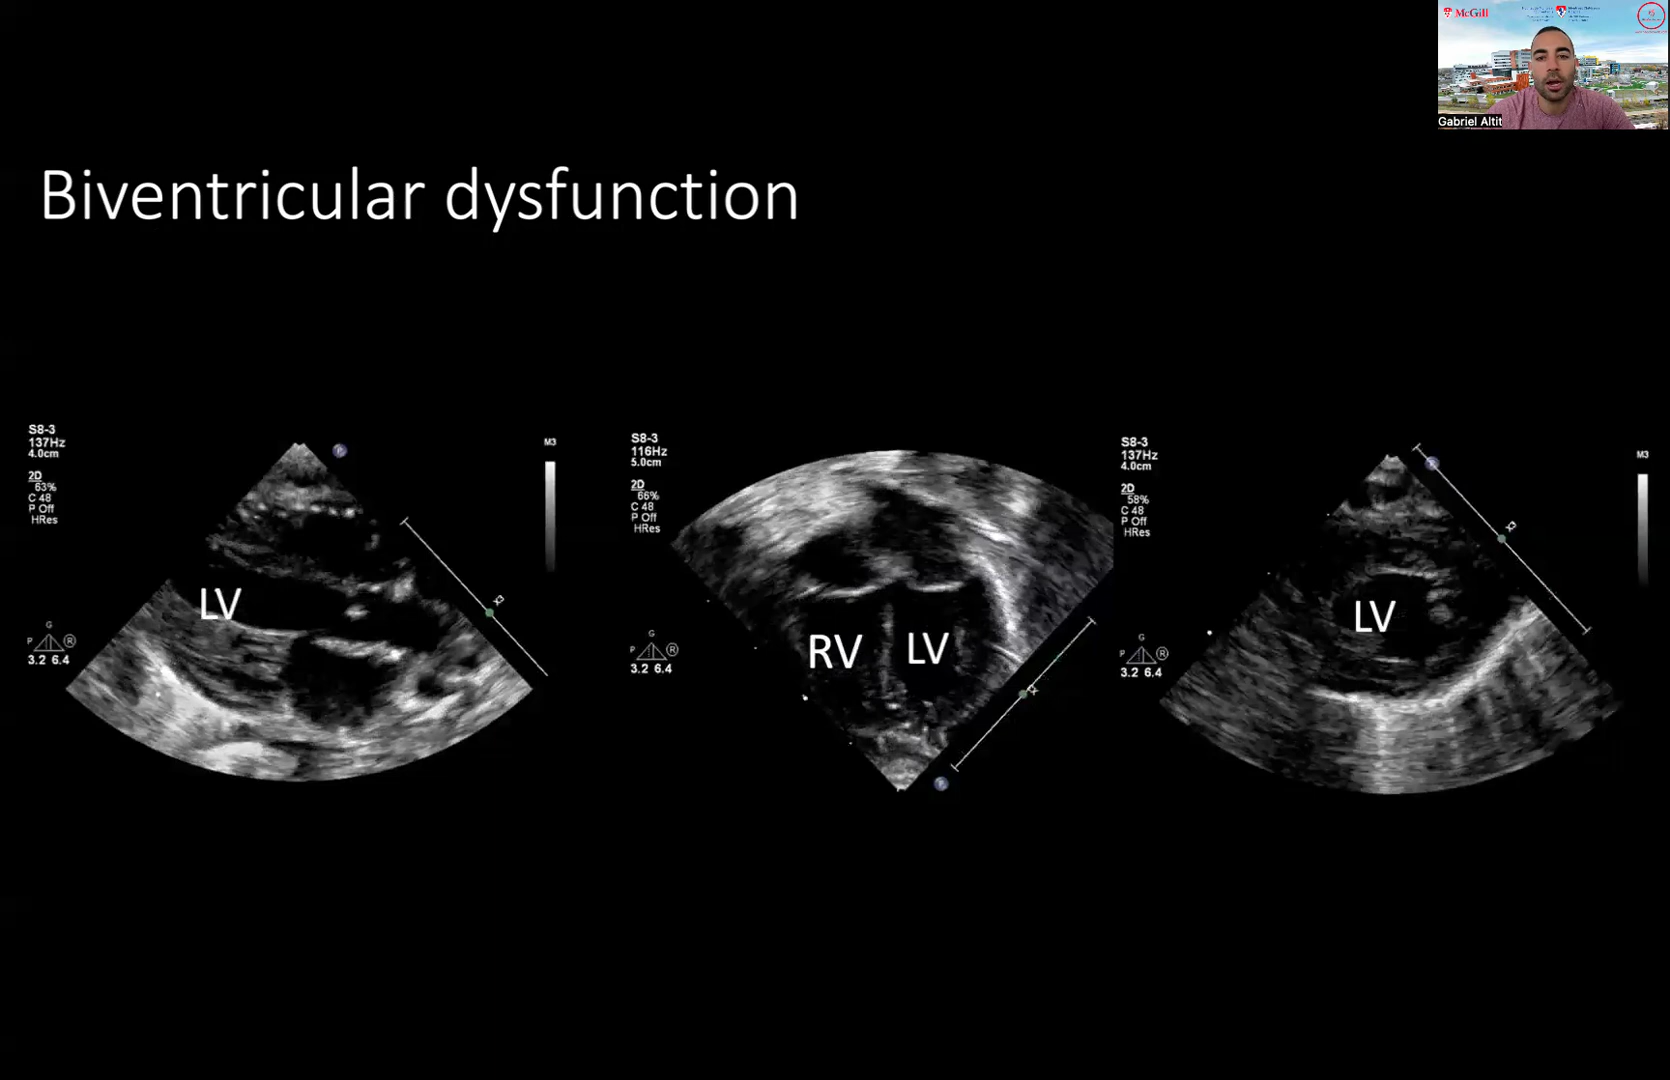 McGill
Gabriel Altit
Biventricular dysfunction
S8-3
137Hz
4.0cm
2D
63%
C 48
P Off
HRes
M3
P
LV
G
P R
3.2 6.4
S8-3
116Hz
5.0cm
2D
66%
C 48
P Off
HRes
RV
LV
G
P R
3.2 6.4
P
S8-3
137Hz
4.0cm
2D
58%
C 48
P Off
HRes
M3
LV
G
P R
3.2 6.4